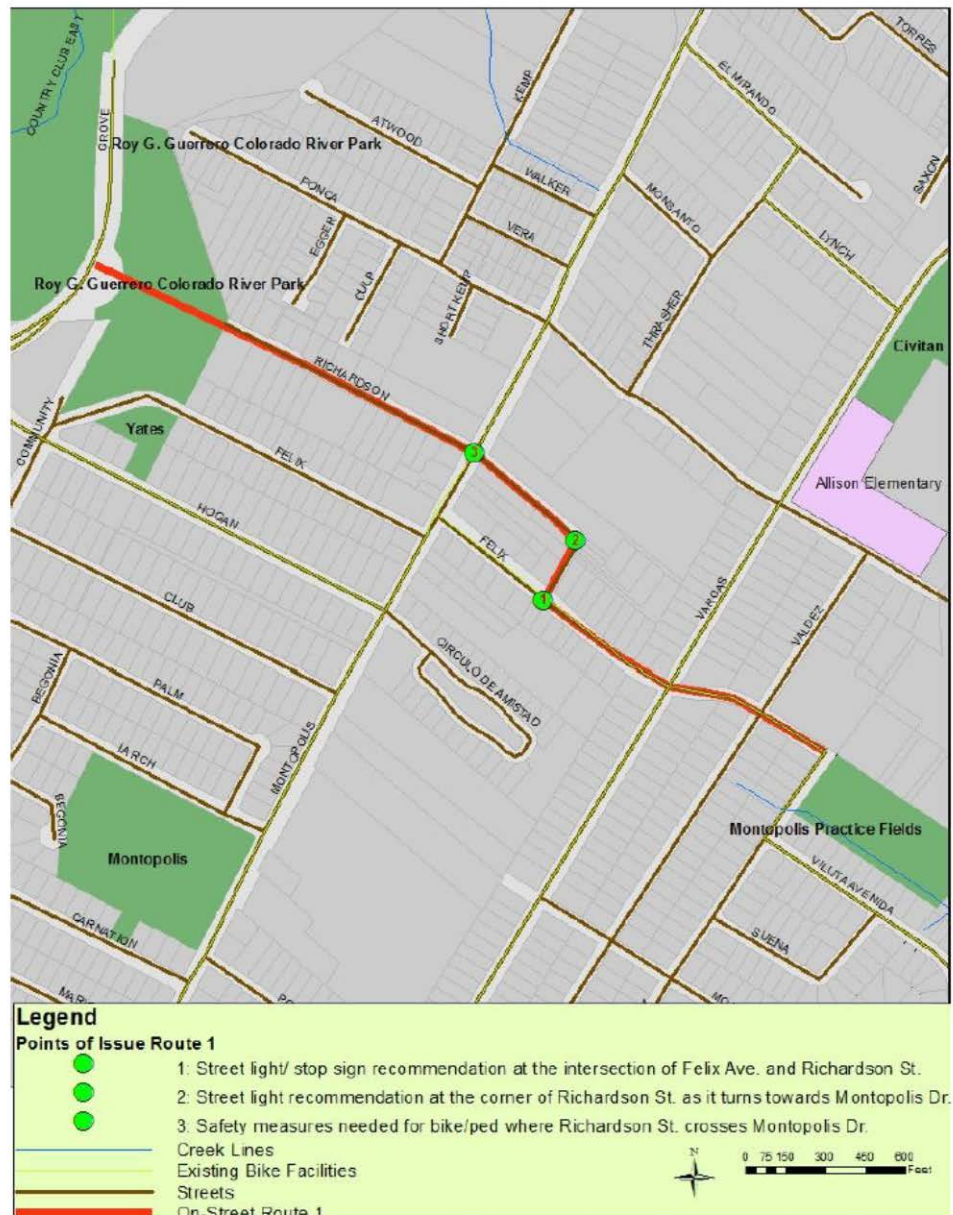 TORRES
COUNTRY CLUB EAST
KEMP
ELMIRANDO
GROVE
ATWOOD
Roy G. Guerrero Colorado River Park
SAXON
WALKER
PONCA
MONSANTO
EGGER
VERA
LYNCH
CULP
Roy G. Guerrero Colorado River Park
SHORT KEMP
THRASHER
Civitan
RICHARDSON
COMMUNITY
Yates
3
FELIX
Allison Elementary
HOGAN
2
FELIX
1
VARGAS
CLUB
VALDEZ
CIRCULO DE AMISTAD
BEGONIA
PALM
MONTOPOLIS
LARCH
BEGONIA
Montopolis Practice Fields
Montopolis
VILLITA AVENIDA
CARNATION
SUENA
Legend
Points of Issue Route 1
1: Street light/ stop sign recommendation at the intersection of Felix Ave. and Richardson St.
2: Street light recommendation at the corner of Richardson St. as it turns towards Montopolis Dr.
3: Safety measures needed for bike/ped where Richardson St. crosses Montopolis Dr.
Creek Lines
N
0 75 150 300 450 600
Feet
Existing Bike Facilities
Streets
On-Street Route 1